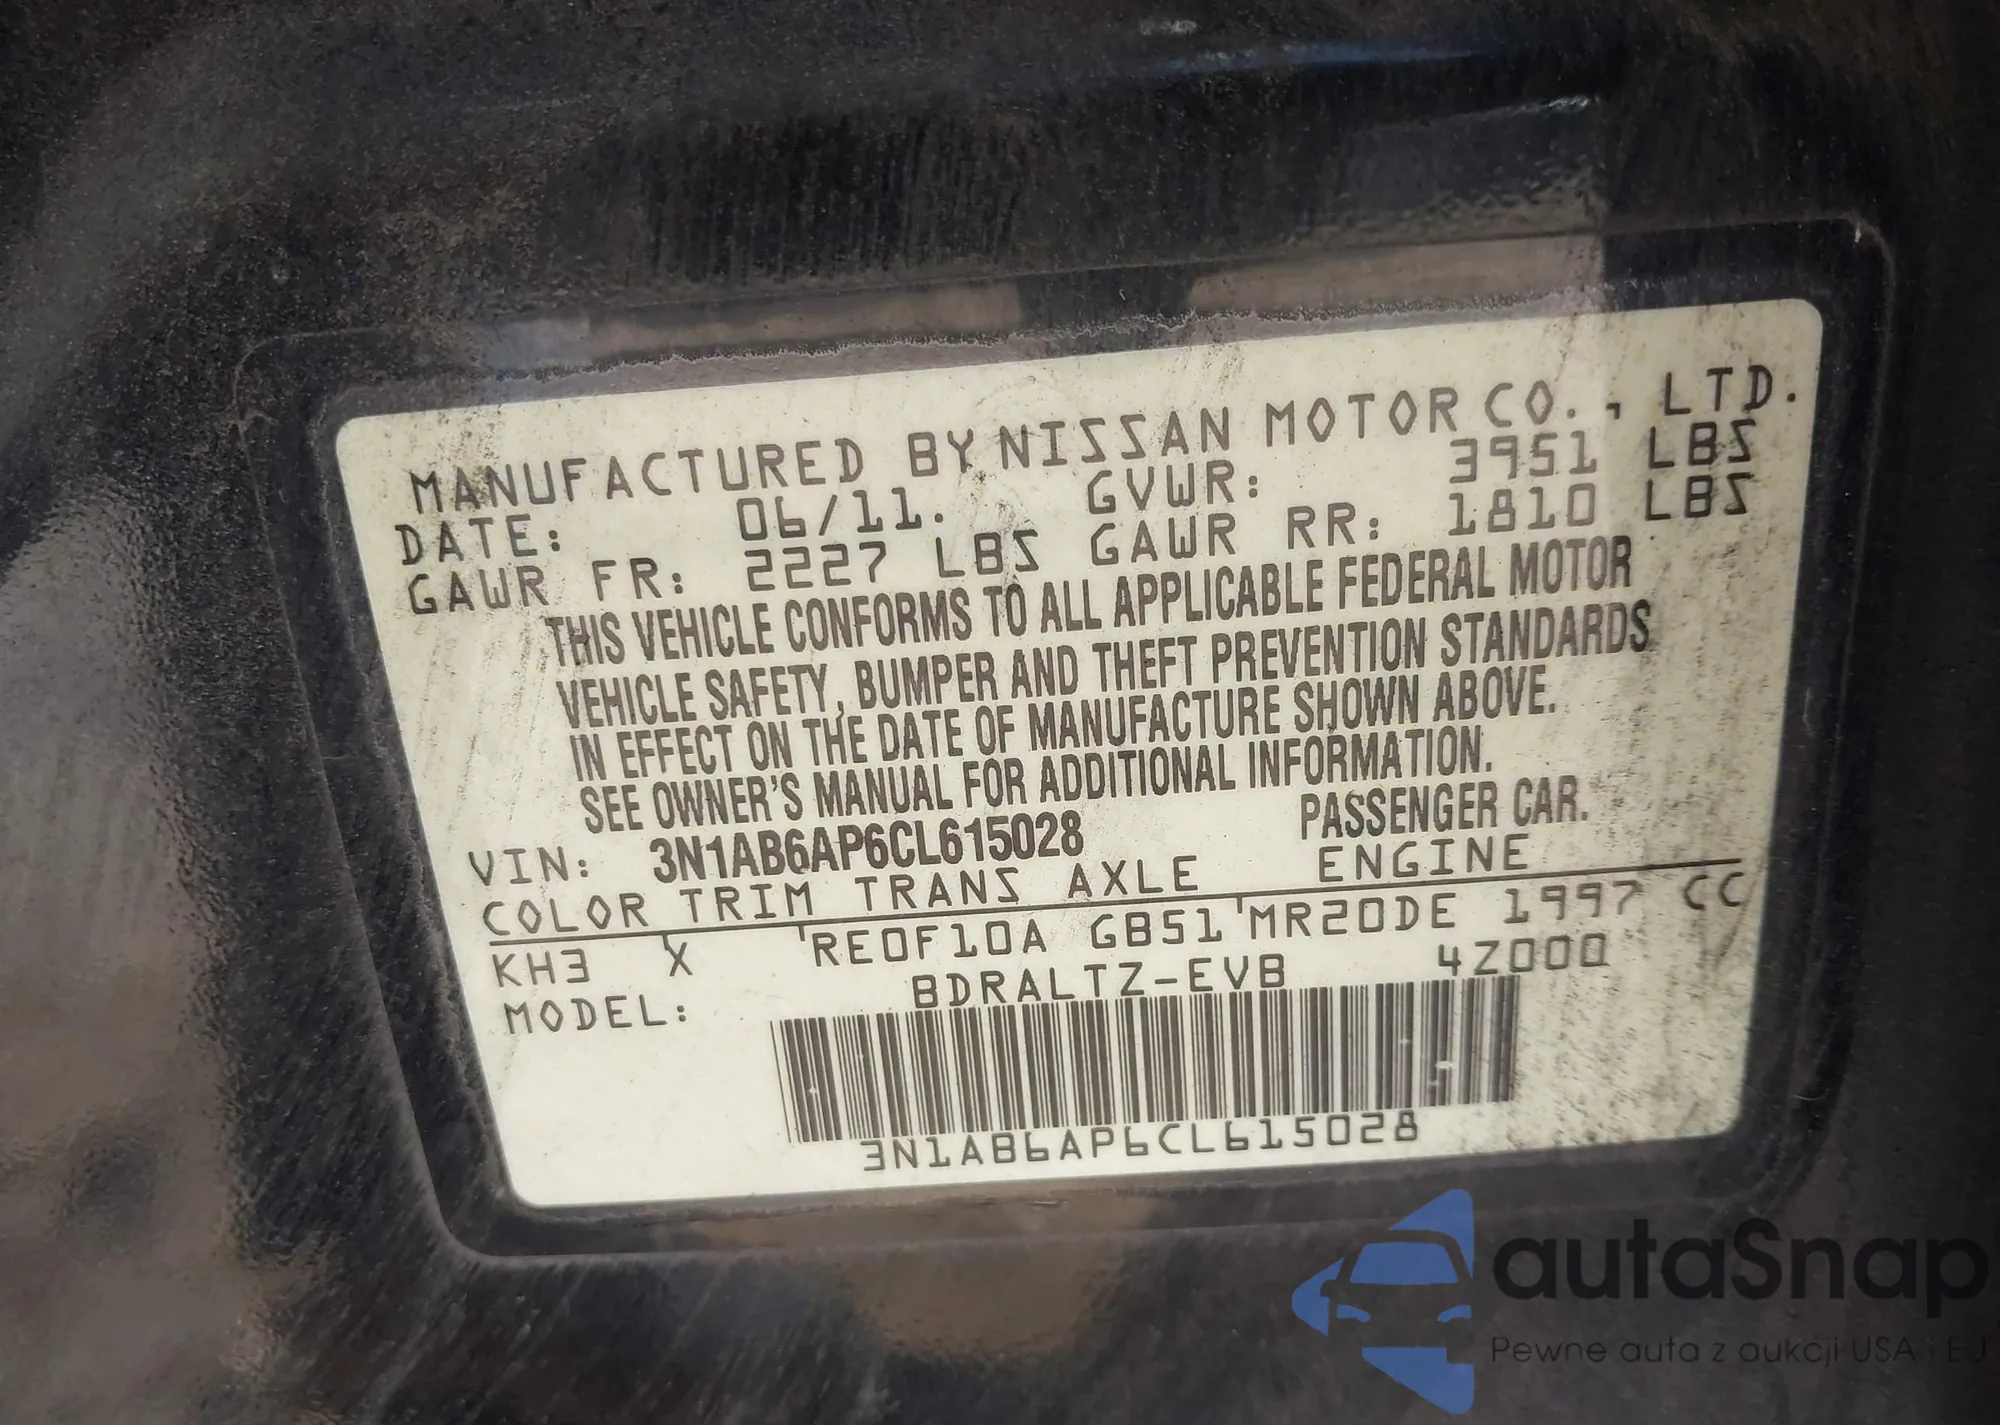 MANUFACTURED BY NISSAN MOTOR CO., LTD.
DATE: 06/11. GVWR: 3951 LBS
GAWR FR: 2227 LBS GAWR RR: 1810 LBS
THIS VEHICLE CONFORMS TO ALL APPLICABLE FEDERAL MOTOR
VEHICLE SAFETY, BUMPER AND THEFT PREVENTION STANDARDS
IN EFFECT ON THE DATE OF MANUFACTURE SHOWN ABOVE.
SEE OWNER'S MANUAL FOR ADDITIONAL INFORMATION.
VIN: 3N1AB6AP6CL615028 PASSENGER CAR.
COLOR TRIM TRANS AXLE ENGINE
KH3 X RE0F10A GB51 MR20DE 1997 CC
MODEL: BDRALTZ-EVB 4Z000
3N1AB6AP6CL615028
autaSnap
Pewne auta z aukcji USA i EU